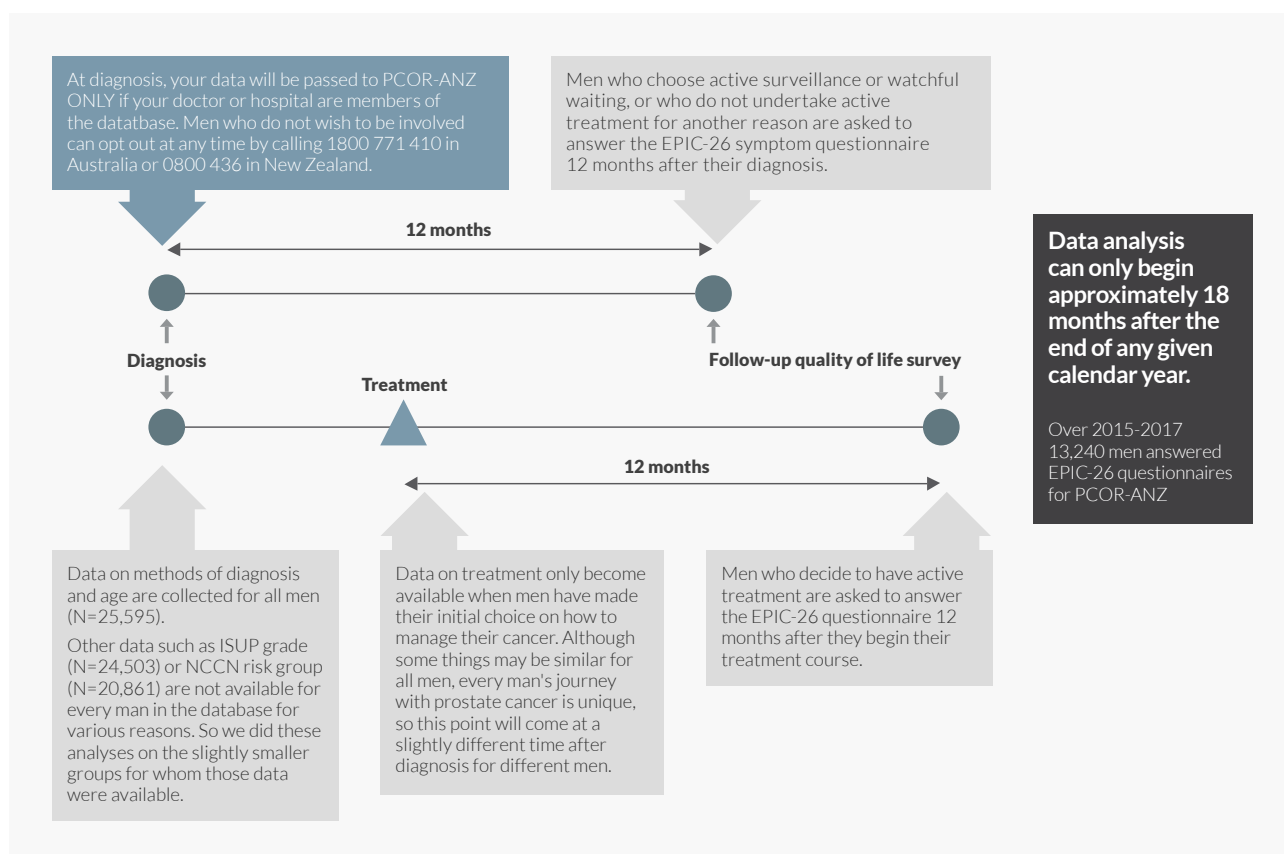 At diagnosis, your data will be passed to PCOR-ANZ
ONLY if your doctor or hospital are members of
the datatbase. Men who do not wish to be involved
can opt out at any time by calling 1800 771 410 in
Australia or 0800 436 in New Zealand.
Men who choose active surveillance or watchful
waiting, or who do not undertake active
treatment for another reason are asked to
answer the EPIC-26 symptom questionnaire
12 months after their diagnosis.
12 months
Diagnosis
Follow-up quality of life survey
Treatment
12 months
Data analysis
can only begin
approximately 18
months after the
end of any given
calendar year.
Over 2015-2017
13,240 men answered
EPIC-26 questionnaires
for PCOR-ANZ
Data on methods of diagnosis
and age are collected for all men
(N=25,595).
Other data such as ISUP grade
(N=24,503) or NCCN risk group
(N=20,861) are not available for
every man in the database for
various reasons. So we did these
analyses on the slightly smaller
groups for whom those data
were available.
Data on treatment only become
available when men have made
their initial choice on how to
manage their cancer. Although
some things may be similar for
all men, every man's journey
with prostate cancer is unique,
so this point will come at a
slightly different time after
diagnosis for different men.
Men who decide to have active
treatment are asked to answer
the EPIC-26 questionnaire 12
months after they begin their
treatment course.